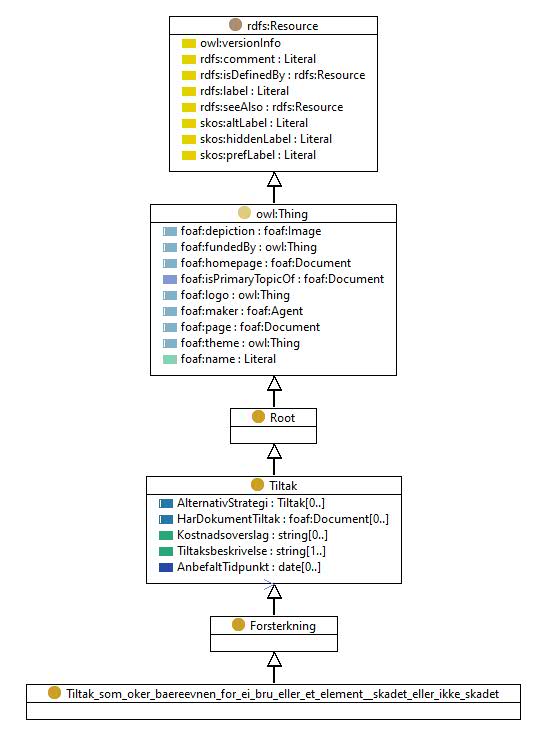 rdfs:Resource
owl:versionInfo
rdfs:comment : Literal
rdfs:isDefinedBy : rdfs:Resource
rdfs:label : Literal
rdfs:seeAlso : rdfs:Resource
skos:altLabel : Literal
skos:hiddenLabel : Literal
skos:prefLabel : Literal
owl:Thing
foaf:depiction : foaf:Image
foaf:fundedBy : owl:Thing
foaf:homepage : foaf:Document
foaf:isPrimaryTopicOf : foaf:Document
foaf:logo : owl:Thing
foaf:maker : foaf:Agent
foaf:page : foaf:Document
foaf:theme : owl:Thing
foaf:name : Literal
Root
Tiltak
AlternativStrategi : Tiltak[0..]
HarDokumentTiltak : foaf:Document[0..]
Kostnadsoverslag : string[0..]
Tiltaksbeskrivelse : string[1..]
AnbefaltTidpunkt : date[0..]
Forsterkning
Tiltak_som_oker_baereevnen_for_ei_bru_eller_et_element__skadet_eller_ikke_skadet